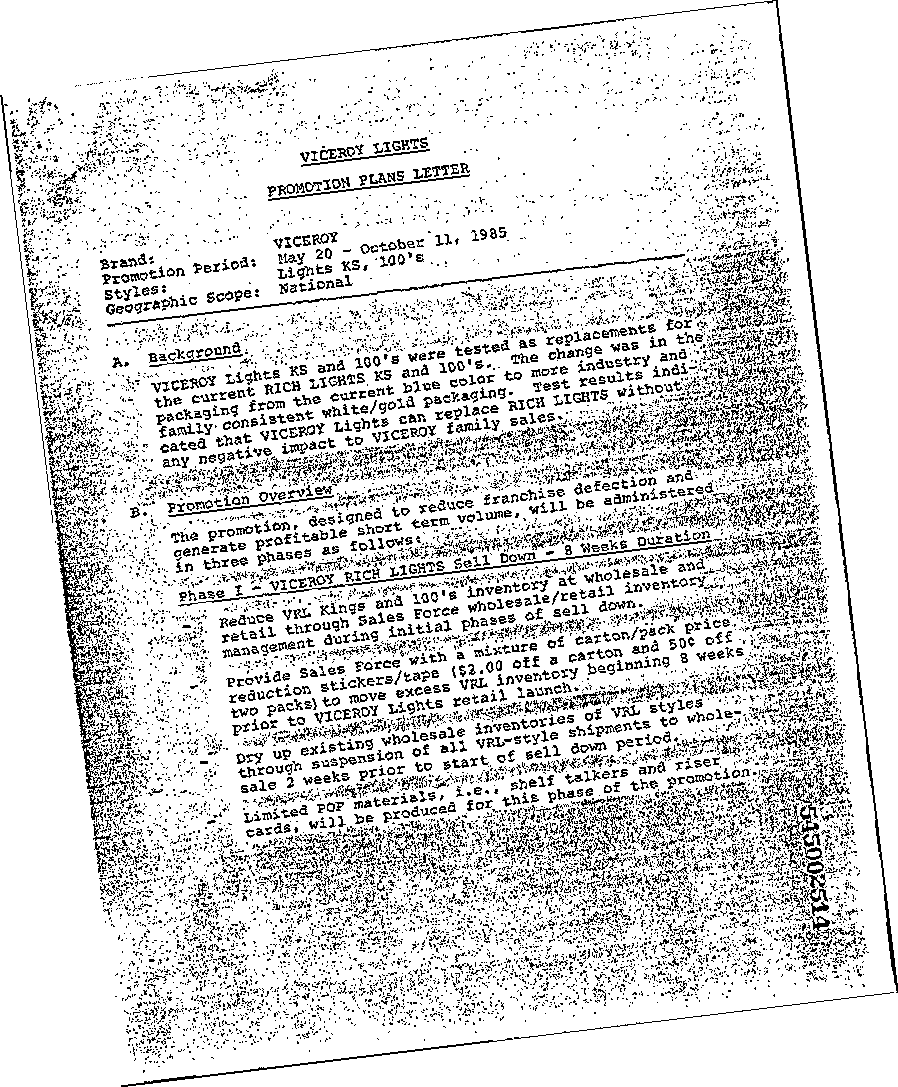 VICEROY LIGHTS
PROMOTION PLANS LETTER
Brand: VICEROY
Promotion Period: May 20 - October 11, 1985
Styles: Lights KS, 100's
Geographic Scope: National
A. Background
VICEROY Lights KS and 100's were tested as replacements for
the current RICH LIGHTS KS and 100's. The change was in the
packaging from the current blue color to more industry and
family consistent white/gold packaging. Test results indi-
cated that VICEROY Lights can replace RICH LIGHTS without
any negative impact to VICEROY family sales.
B. Promotion Overview
The promotion, designed to reduce franchise defection and
generate profitable short term volume, will be administered
in three phases as follows:
Phase I - VICEROY RICH LIGHTS Sell Down - 8 Weeks Duration
- Reduce VRL Kings and 100's inventory at wholesale and
retail through Sales Force wholesale/retail inventory
management during initial phases of sell down.
- Provide Sales Force with a mixture of carton/pack price
reduction stickers/tape ($2.00 off a carton and 50¢ off
two packs) to move excess VRL inventory beginning 8 weeks
prior to VICEROY Lights retail launch.
- Dry up existing wholesale inventories of VRL styles
through suspension of all VRL-style shipments to whole-
sale 2 weeks prior to start of sell down period.
- Limited POP materials, i.e., shelf talkers and riser
cards, will be produced for this phase of the promotion.
545002514